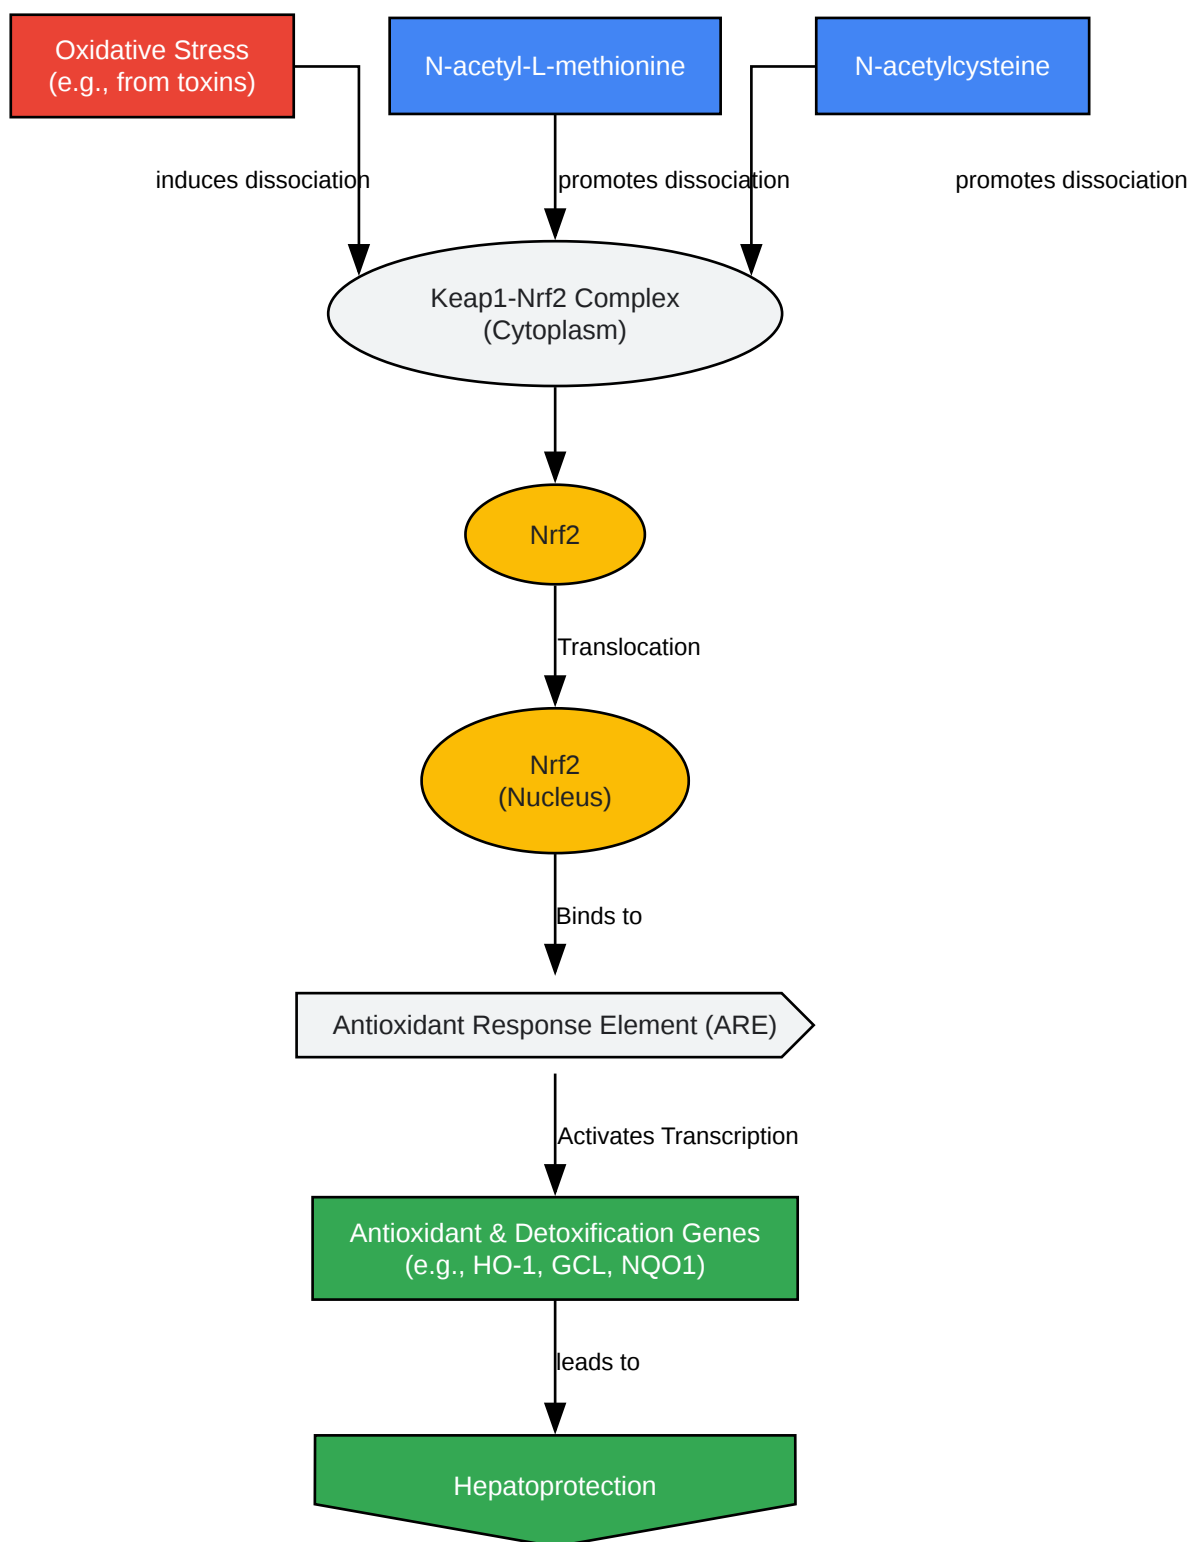 Oxidative Stress
(e.g., from toxins)
N-acetyl-L-methionine
N-acetylcysteine
induces dissociation
promotes dissociation
promotes dissociation
Keap1-Nrf2 Complex
(Cytoplasm)
Nrf2
Translocation
Nrf2
(Nucleus)
Binds to
Antioxidant Response Element (ARE)
Activates Transcription
Antioxidant & Detoxification Genes
(e.g., HO-1, GCL, NQO1)
leads to
Hepatoprotection